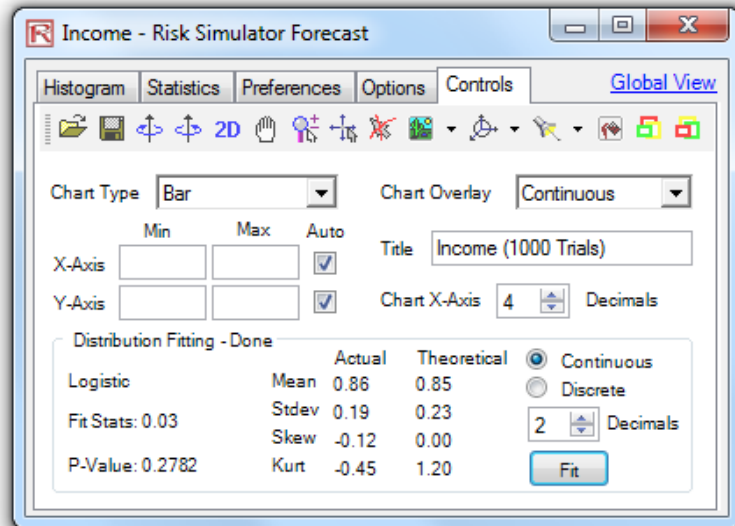 Income - Risk Simulator Forecast
Histogram Statistics Preferences Options Controls Global View
2D
Chart Type Bar Chart Overlay Continuous
Min Max Auto
Title Income (1000 Trials)
X-Axis
Y-Axis Chart X-Axis 4 Decimals
Distribution Fitting - Done
Actual Theoretical Continuous
Logistic Mean 0.86 0.85
Discrete
Stdev 0.19 0.23
Fit Stats: 0.03 2 Decimals
Skew -0.12 0.00
P-Value: 0.2782 Kurt -0.45 1.20 Fit